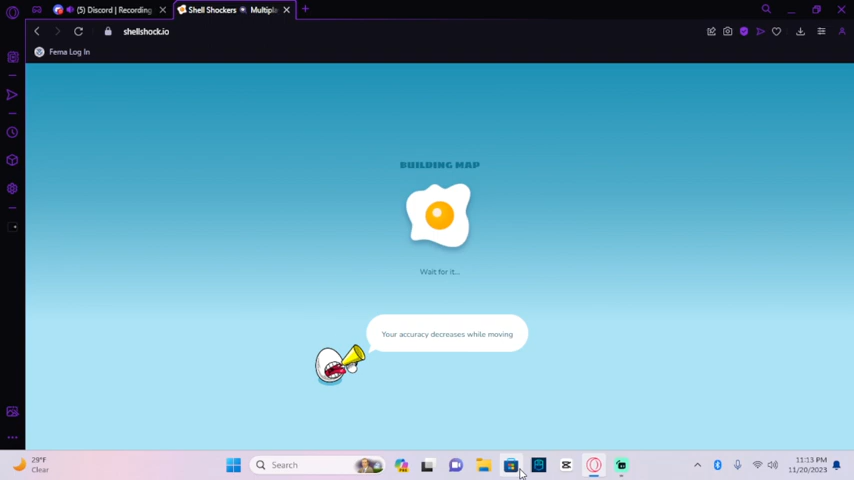 (5) Discord | Recording
Shell Shockers
Multipla
shellshock.io
Fema Log In
BUILDING MAP
Wait for it...
Your accuracy decreases while moving
29°F
Clear
Search
11:13 PM
11/20/2023